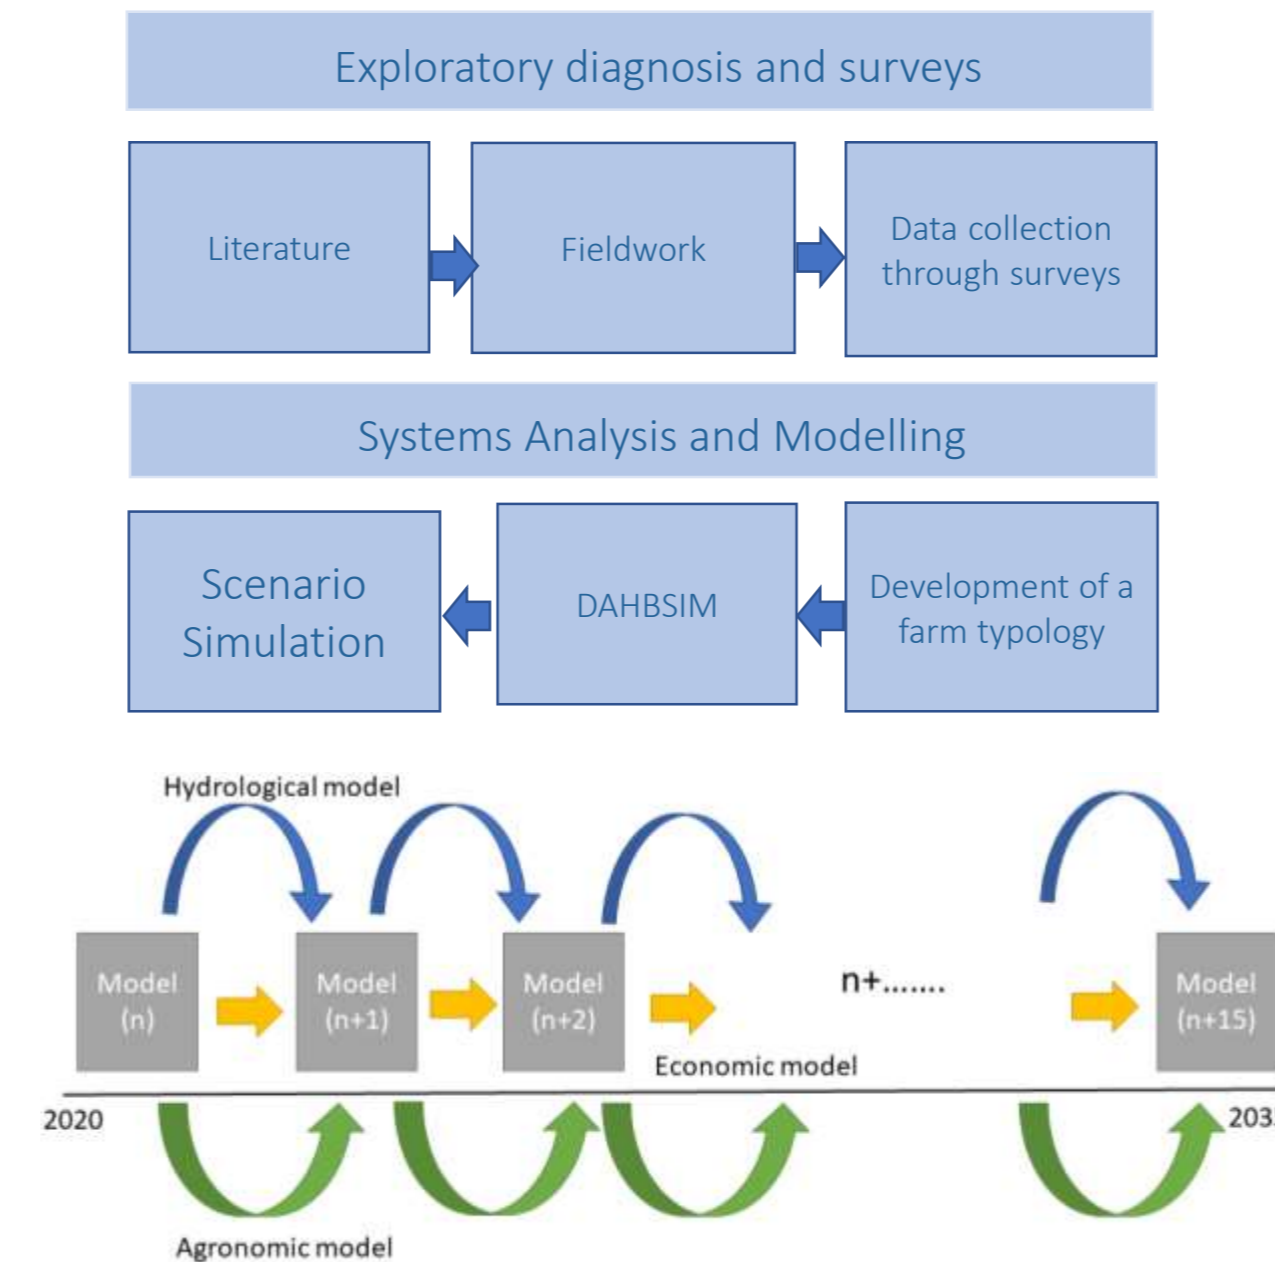 Exploratory diagnosis and surveys
Literature
Fieldwork
Data collection
through surveys
Systems Analysis and Modelling
Scenario
Simulation
DAHBSIM
Development of a
farm typology
Hydrological model
Model
(n)
Model
(n+1)
Model
(n+2)
n+.......
Model
(n+15)
Economic model
2020
Agronomic model